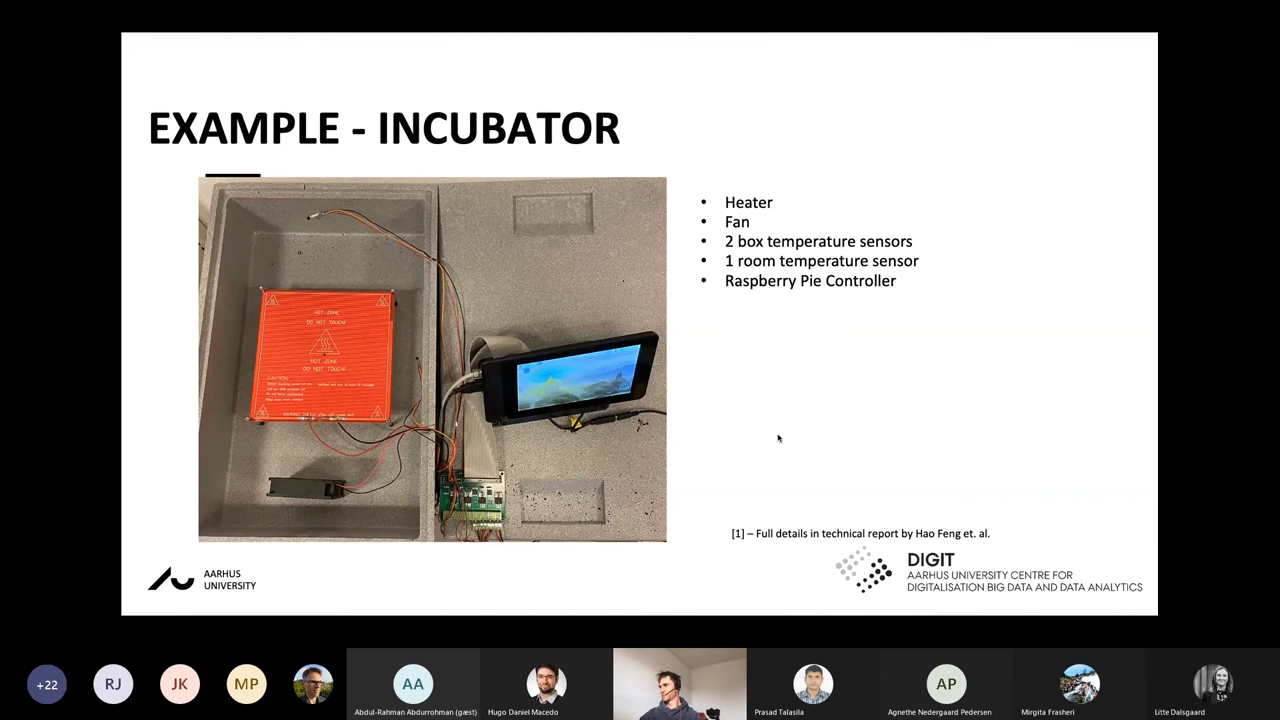 EXAMPLE - INCUBATOR
• Heater
• Fan
• 2 box temperature sensors
• 1 room temperature sensor
• Raspberry Pie Controller
HOT ZONE
DO NOT TOUCH!
HOT ZONE
DO NOT TOUCH!
CAUTION
[1] – Full details in technical report by Hao Feng et. al.
AARHUS
UNIVERSITY
DIGIT
AARHUS UNIVERSITY CENTRE FOR
DIGITALISATION BIG DATA AND DATA ANALYTICS
+22
RJ
JK
MP
AA
AP
Abdul-Rahman Abdurrohman (gæst)
Hugo Daniel Macedo
Prasad Talasila
Agnethe Nedergaard Pedersen
Mirgita Frasheri
Litte Dalsgaard